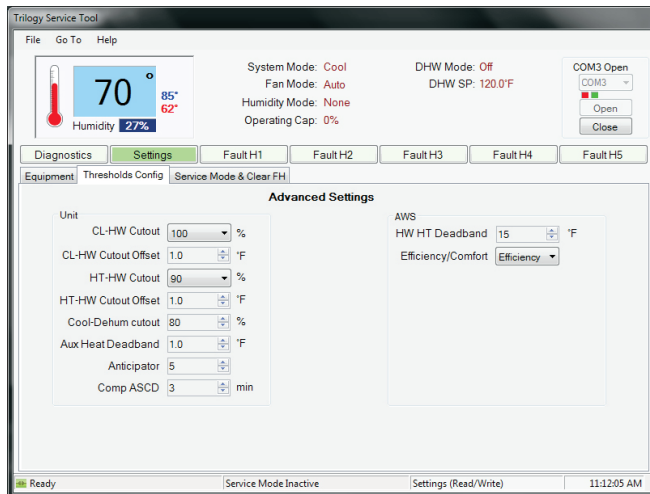 Trilogy Service Tool
File Go To Help
70°
85°
62°
Humidity 27%
System Mode: Cool
Fan Mode: Auto
Humidity Mode: None
Operating Cap: 0%
DHW Mode: Off
DHW SP: 120.0°F
COM3 Open
COM3
Open
Close
Diagnostics Settings Fault H1 Fault H2 Fault H3 Fault H4 Fault H5
Equipment Thresholds Config Service Mode & Clear FH
Advanced Settings
Unit
CL-HW Cutout 100 %
CL-HW Cutout Offset 1.0 °F
HT-HW Cutout 90 %
HT-HW Cutout Offset 1.0 °F
Cool-Dehum cutout 80 %
Aux Heat Deadband 1.0 °F
Anticipator 5
Comp ASCD 3 min
AWS
HW HT Deadband 15 °F
Efficiency/Comfort Efficiency
Ready Service Mode Inactive Settings (Read/Write) 11:12:05 AM